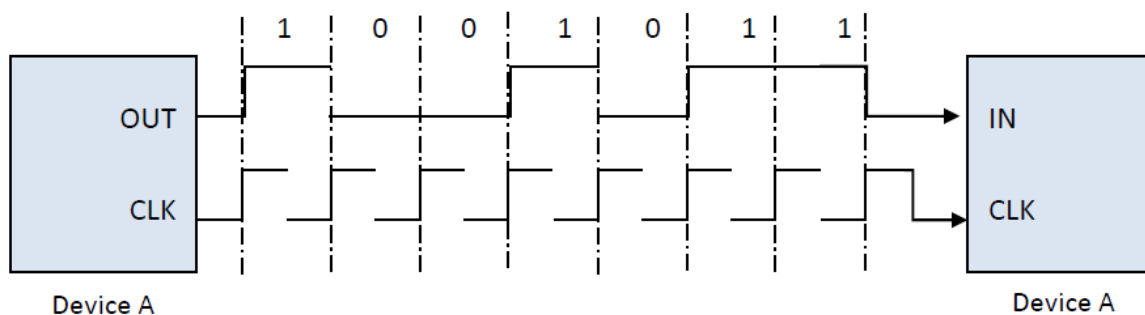 1 0 0 1 0 1 1
OUT IN
CLK CLK
Device A Device A